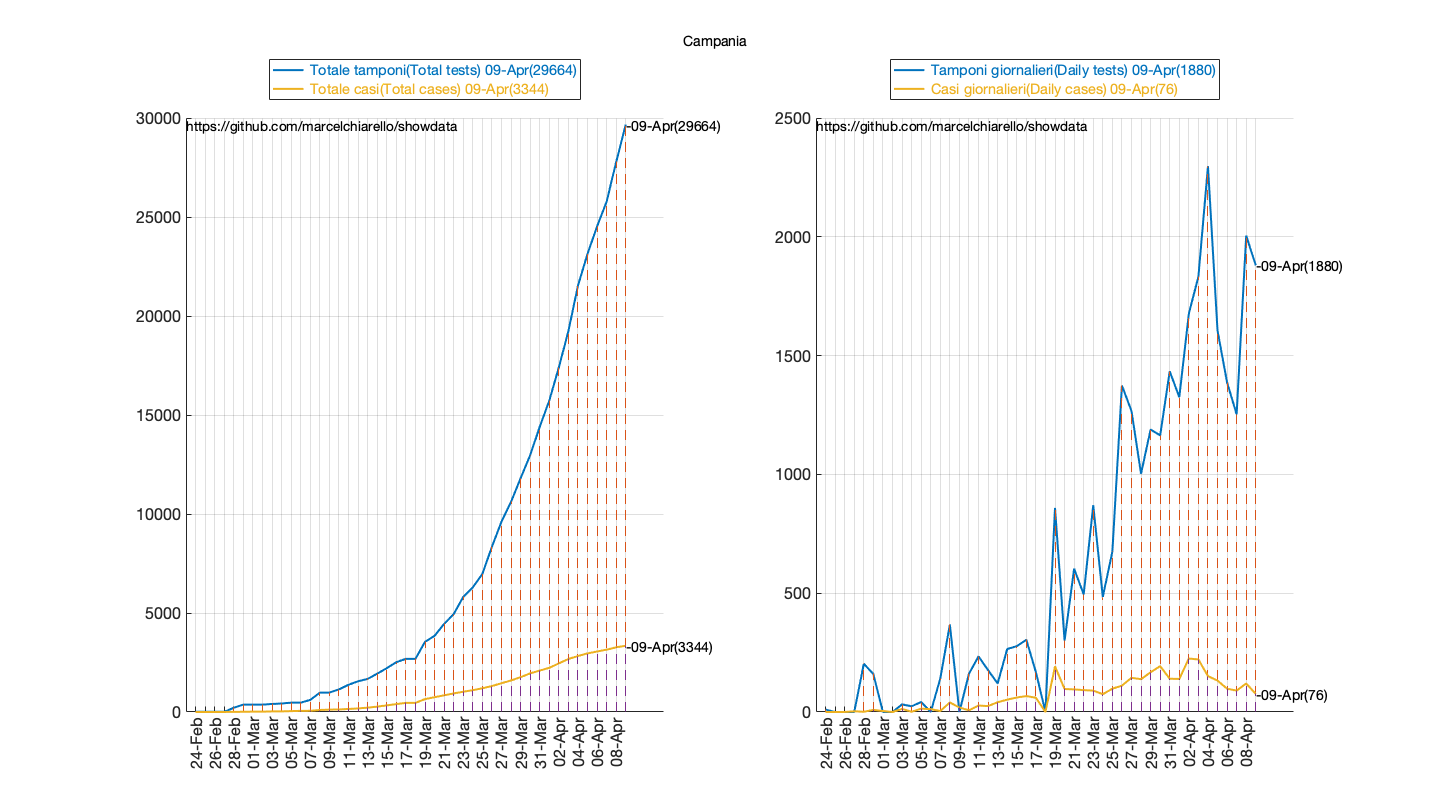 Campania
Totale tamponi(Total tests) 09-Apr(29664)
Totale casi(Total cases) 09-Apr(3344)
30000
25000
20000
15000
10000
5000
0
https://github.com/marcelchiarello/showdata
-09-Apr(29664)
-09-Apr(3344)
24-Feb
26-Feb
28-Feb
01-Mar
03-Mar
05-Mar
07-Mar
09-Mar
11-Mar
13-Mar
15-Mar
17-Mar
19-Mar
21-Mar
23-Mar
25-Mar
27-Mar
29-Mar
31-Mar
02-Apr
04-Apr
06-Apr
08-Apr
Tamponi giornalieri(Daily tests) 09-Apr(1880)
Casi giornalieri(Daily cases) 09-Apr(76)
2500
2000
1500
1000
500
0
https://github.com/marcelchiarello/showdata
-09-Apr(1880)
-09-Apr(76)
24-Feb
26-Feb
28-Feb
01-Mar
03-Mar
05-Mar
07-Mar
09-Mar
11-Mar
13-Mar
15-Mar
17-Mar
19-Mar
21-Mar
23-Mar
25-Mar
27-Mar
29-Mar
31-Mar
02-Apr
04-Apr
06-Apr
08-Apr